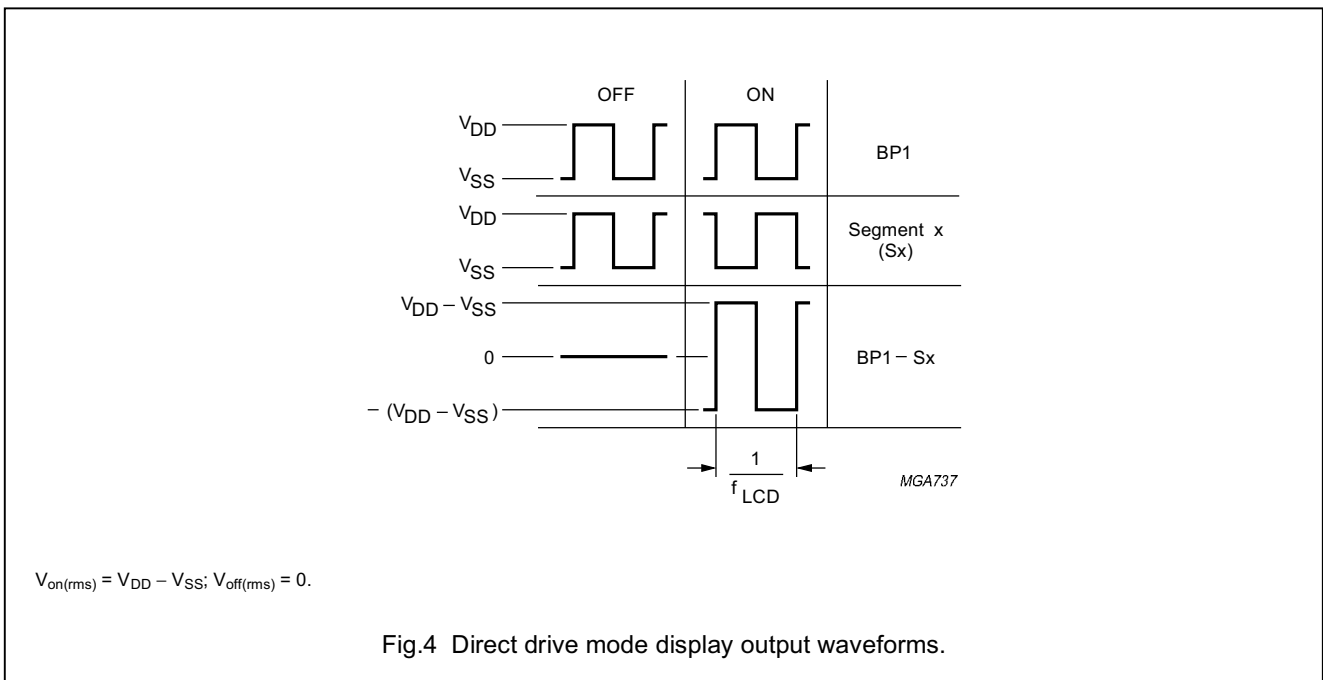 OFF ON
VDD
VSS
BP1
VDD
VSS
Segment x
(Sx)
VDD – VSS
0
– (VDD – VSS)
BP1 – Sx
1
fLCD
MGA737
Von(rms) = VDD – VSS; Voff(rms) = 0.
Fig.4 Direct drive mode display output waveforms.